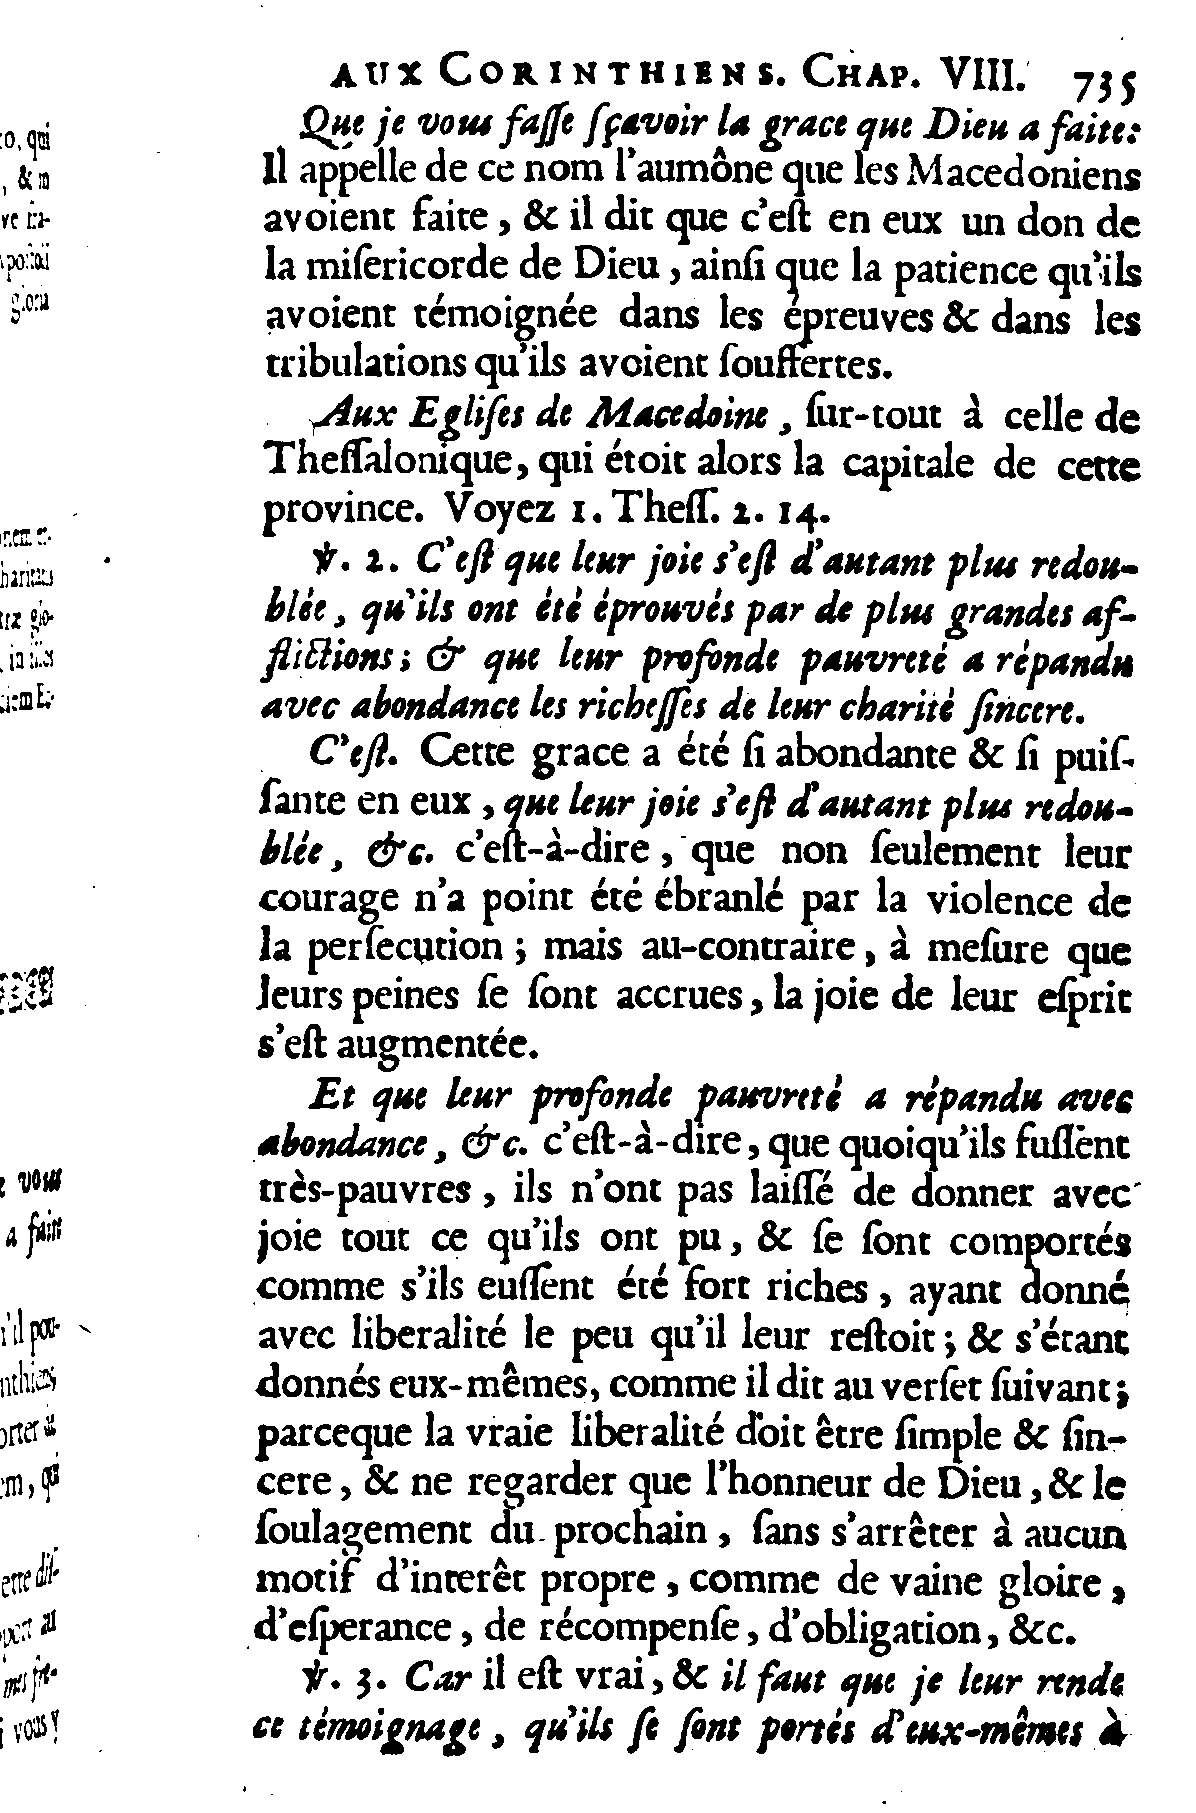 AUX CORINTHIENS. CHAP. VIII. 735
Que je vous faſſe ſçavoir la grace que Dieu a faite:
Il appelle de ce nom l'aumône que les Macedoniens
avoient faite, & il dit que c'eſt en eux un don de
la miſericorde de Dieu, ainſi que la patience qu'ils
avoient témoignée dans les épreuves & dans les
tribulations qu'ils avoient ſouffertes.
Aux Egliſes de Macedoine, ſur-tout à celle de
Theſſalonique, qui étoit alors la capitale de cette
province. Voyez 1. Theſſ. 2. 14.
℣. 2. C'eſt que leur joie s'eſt d'autant plus redou-
blée, qu'ils ont été éprouvés par de plus grandes af-
flictions; & que leur profonde pauvreté a répandu
avec abondance les richeſſes de leur charité ſincere.
C'eſt. Cette grace a été ſi abondante & ſi puiſ-
ſante en eux, que leur joie s'eſt d'autant plus redou-
blée, &c. c'eſt-à-dire, que non ſeulement leur
courage n'a point été ébranlé par la violence de
la perſecution; mais au-contraire, à meſure que
leurs peines ſe ſont accrues, la joie de leur eſprit
s'eſt augmentée.
Et que leur profonde pauvreté a répandu avec
abondance, &c. c'eſt-à-dire, que quoiqu'ils fuſſent
très-pauvres, ils n'ont pas laiſſé de donner avec
joie tout ce qu'ils ont pu, & ſe ſont comportés
comme s'ils euſſent été fort riches, ayant donné
avec liberalité le peu qu'il leur reſtoit; & s'étant
donnés eux-mêmes, comme il dit au verſet ſuivant;
parceque la vraie liberalité doit être ſimple & ſin-
cere, & ne regarder que l'honneur de Dieu, & le
ſoulagement du prochain, ſans s'arrêter à aucun
motif d'interêt propre, comme de vaine gloire,
d'eſperance, de récompenſe, d'obligation, &c.
℣. 3. Car il eſt vrai, & il faut que je leur rende
ce témoignage, qu'ils ſe ſont portés d'eux-mêmes à